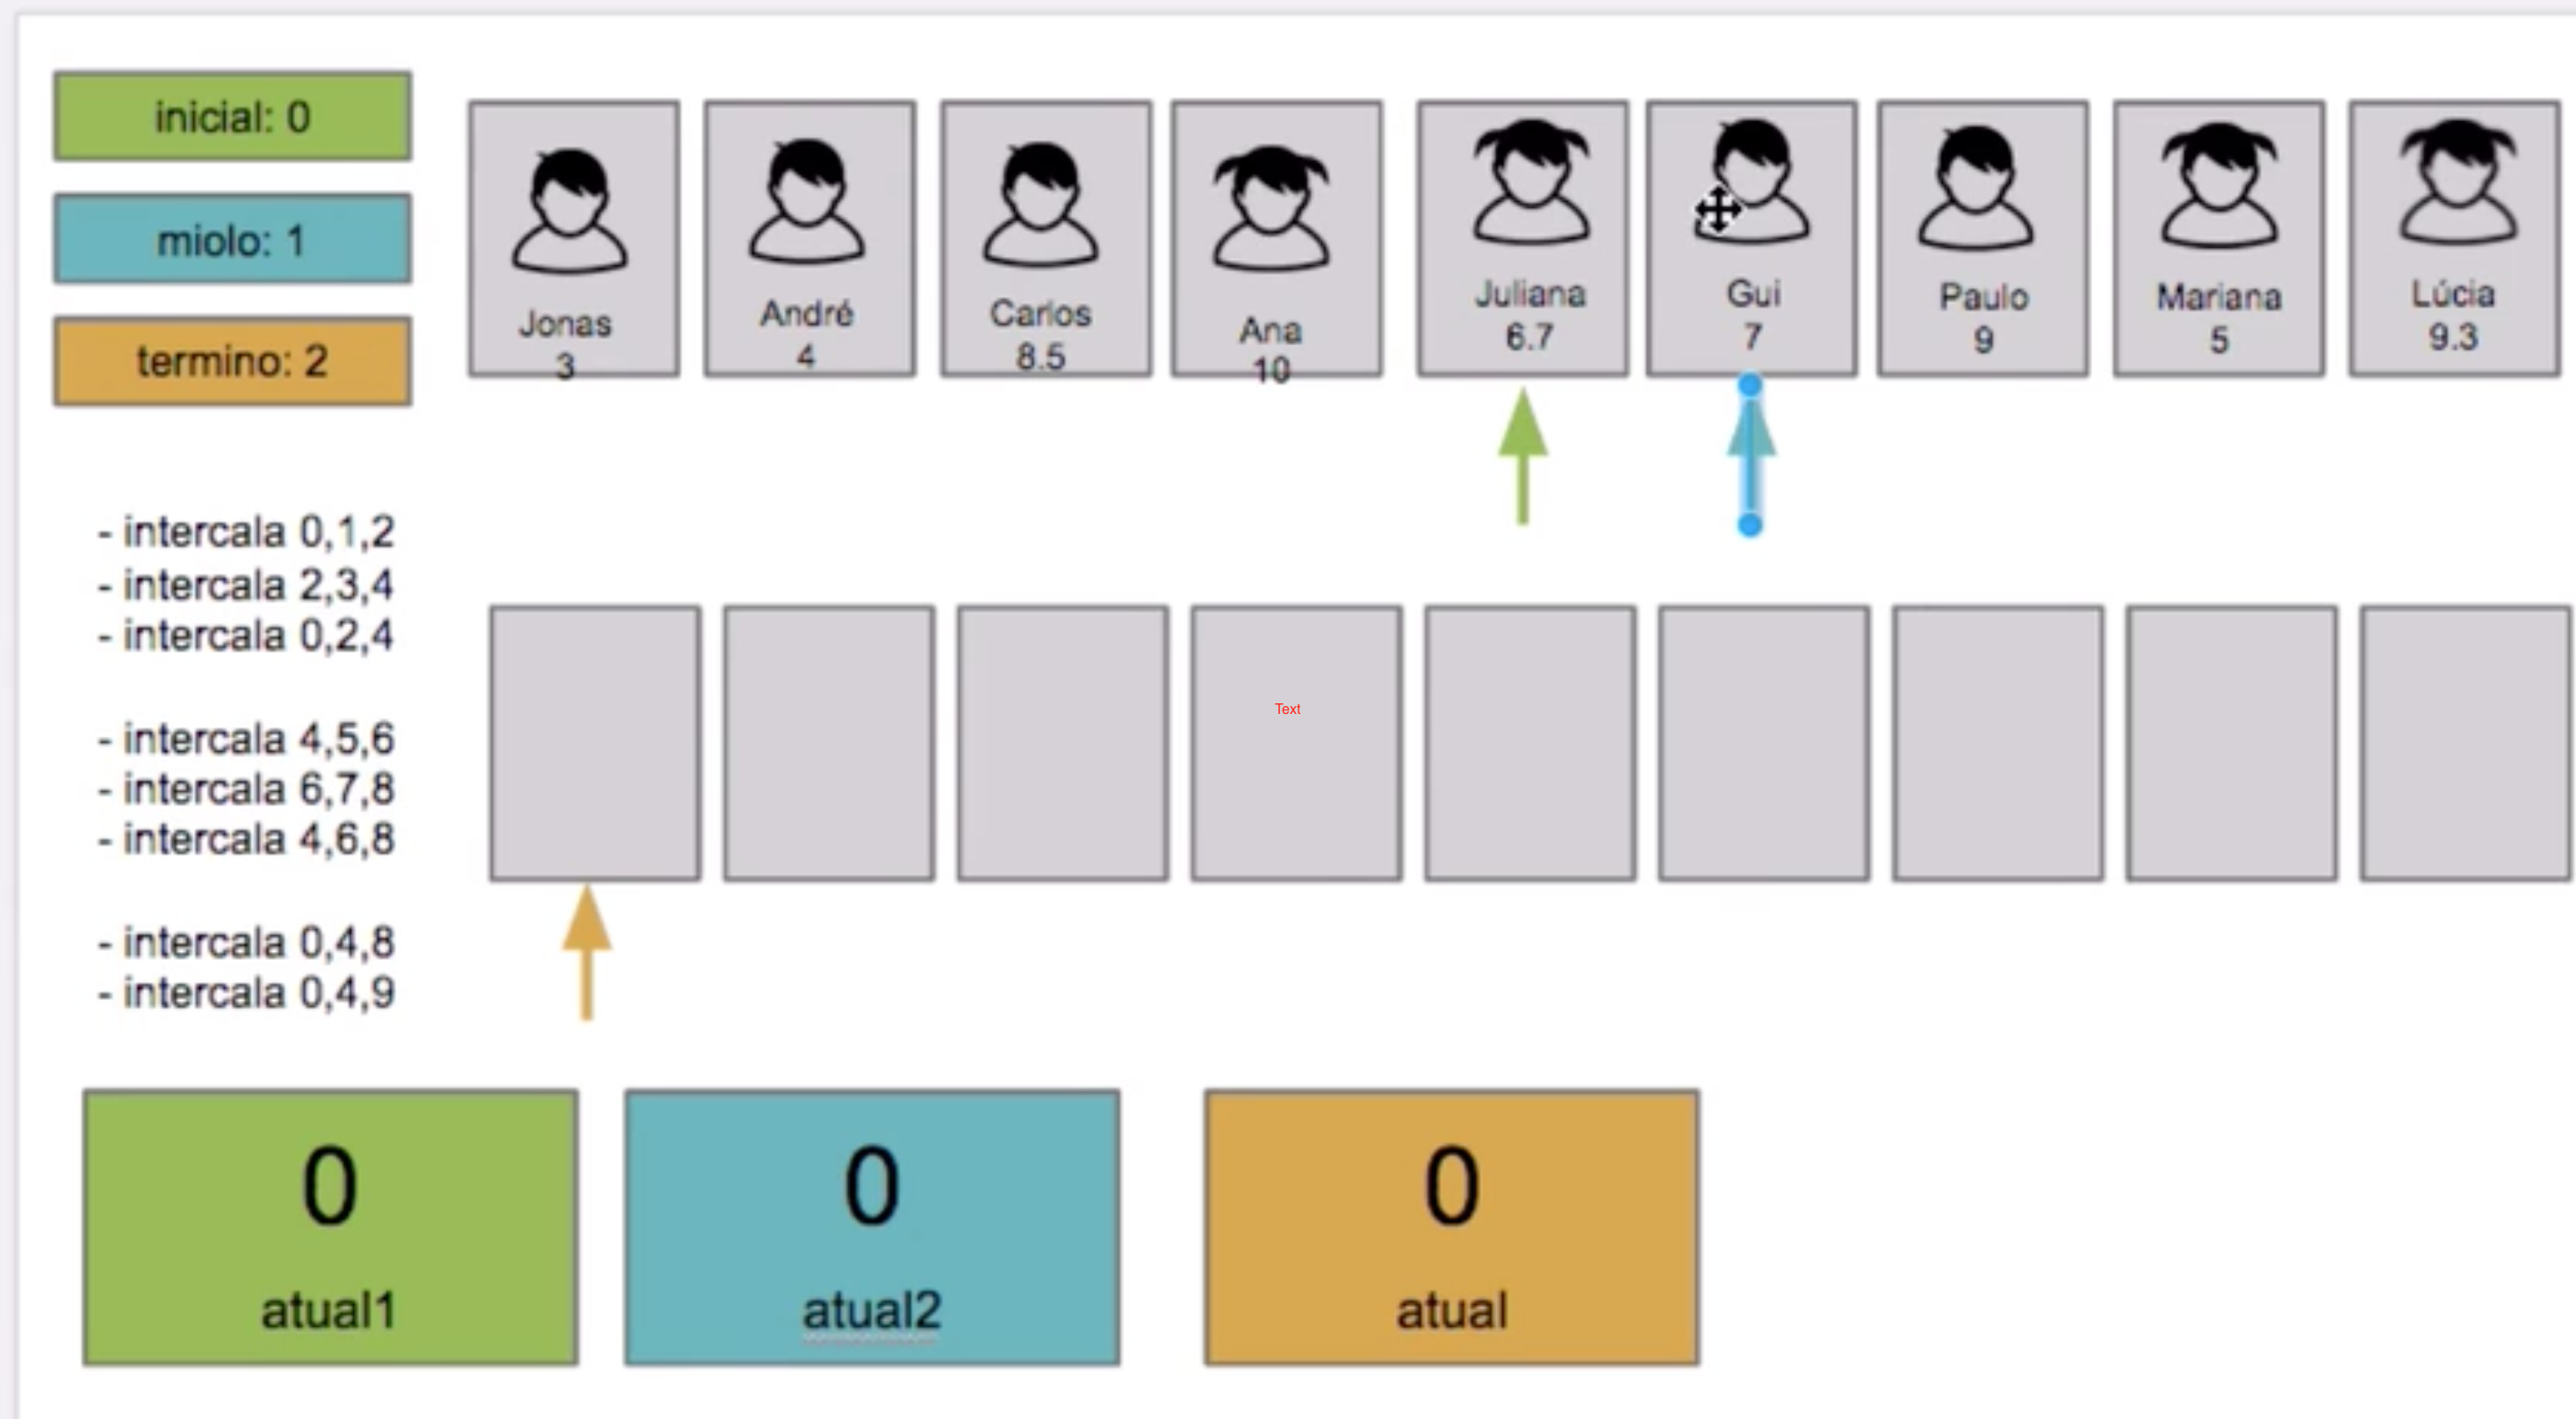 inicial: 0
miolo: 1
termino: 2
Jonas
3
André
4
Carlos
8.5
Ana
10
Juliana
6.7
Gui
7
Paulo
9
Mariana
5
Lúcia
9.3
- intercala 0,1,2
- intercala 2,3,4
- intercala 0,2,4
- intercala 4,5,6
- intercala 6,7,8
- intercala 4,6,8
- intercala 0,4,8
- intercala 0,4,9
Text
0
atual1
0
atual2
0
atual